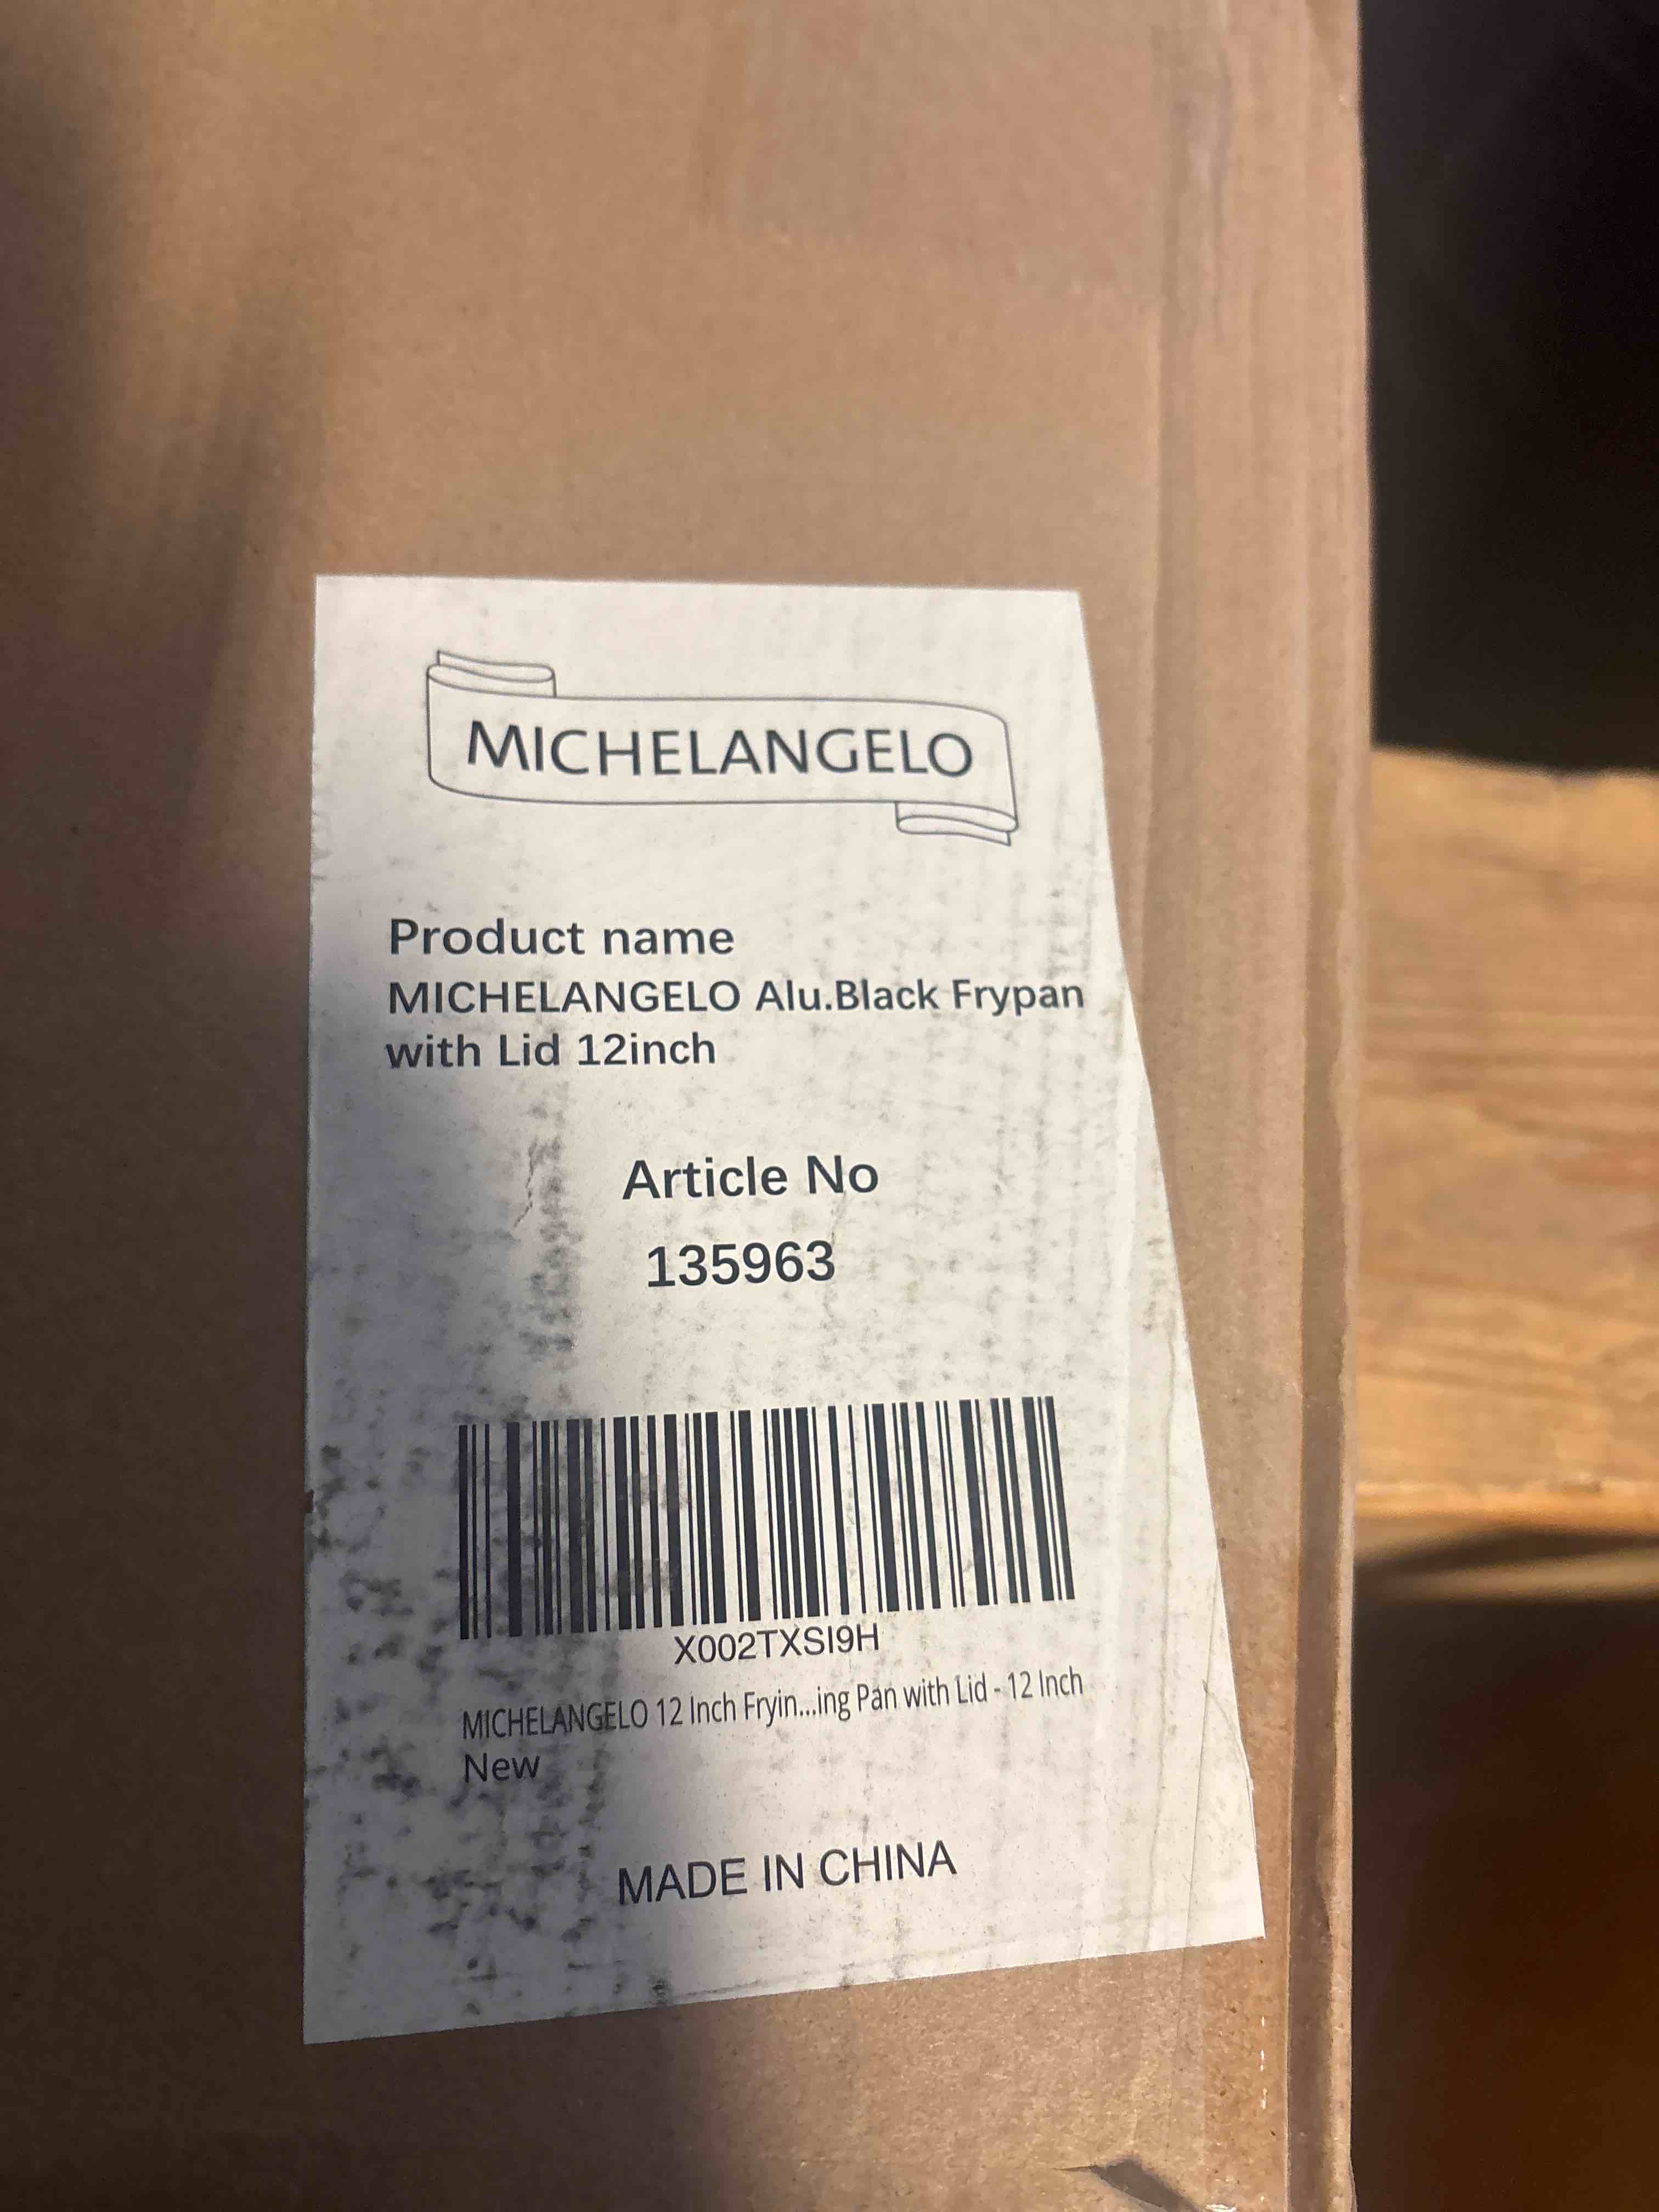 MICHELANGELO
Product name
MICHELANGELO Alu.Black Frypan
with Lid 12inch
Article No
135963
X002TXSI9H
MICHELANGELO 12 Inch Fryin...ing Pan with Lid - 12 Inch
New
MADE IN CHINA